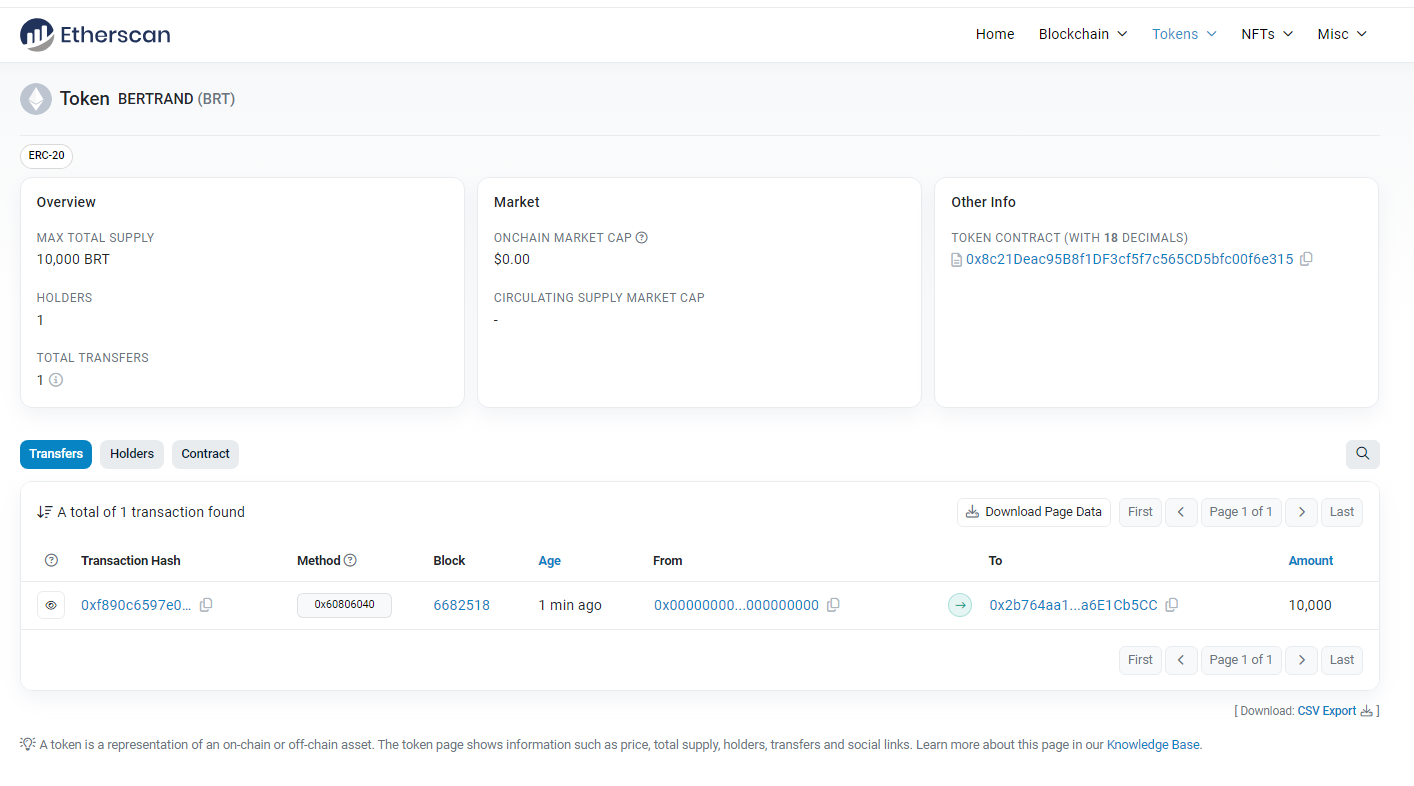 Etherscan
Home Blockchain Tokens NFTs Misc
Token BERTRAND (BRT)
ERC-20
Overview
MAX TOTAL SUPPLY
10,000 BRT
HOLDERS
1
TOTAL TRANSFERS
1
Market
ONCHAIN MARKET CAP
$0.00
CIRCULATING SUPPLY MARKET CAP
-
Other Info
TOKEN CONTRACT (WITH 18 DECIMALS)
0x8c21Deac95B8f1DF3cf5f7c565CD5bfc00f6e315
Transfers Holders Contract
A total of 1 transaction found
Download Page Data First Page 1 of 1 Last
Transaction Hash Method Block Age From To Amount
0xf890c6597e0... 0x60806040 6682518 1 min ago 0x00000000...000000000 0x2b764aa1...a6E1Cb5CC 10,000
First Page 1 of 1 Last
[ Download: CSV Export ]
A token is a representation of an on-chain or off-chain asset. The token page shows information such as price, total supply, holders, transfers and social links. Learn more about this page in our Knowledge Base.